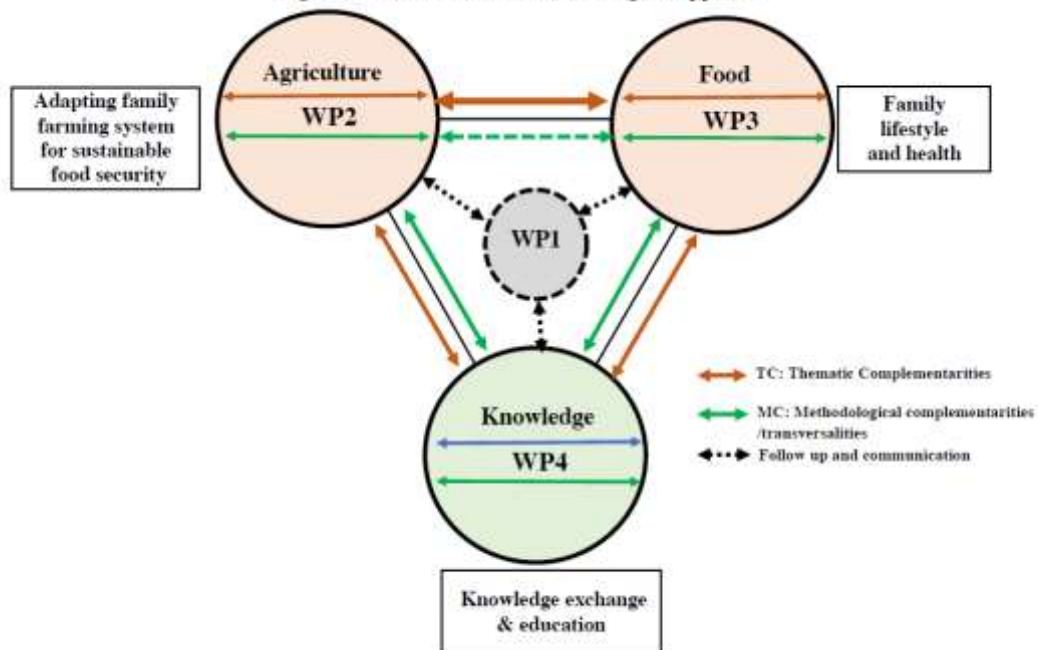 Agriculture
WP2
Food
WP3
Adapting family
farming system
for sustainable
food security
Family
lifestyle
and health
WP1
Knowledge
WP4
TC: Thematic Complementarities
MC: Methodological complementarities
/transversalities
Follow up and communication
Knowledge exchange
& education